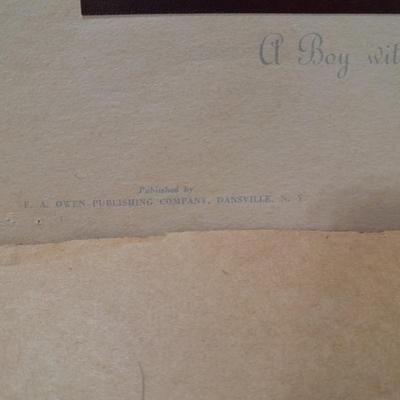 A Boy wit
Published by
F. A. OWEN PUBLISHING COMPANY, DANSVILLE, N. Y.